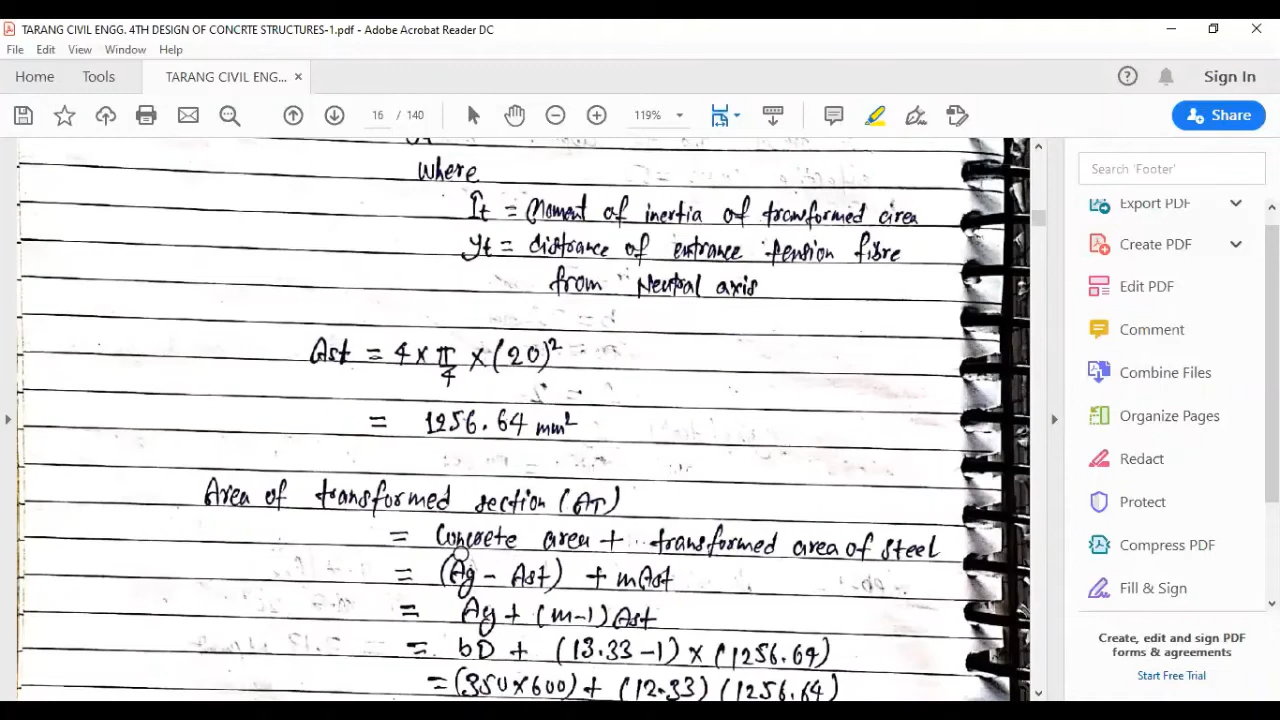 TARANG CIVIL ENGG. 4TH DESIGN OF CONCRTE STRUCTURES-1.pdf - Adobe Acrobat Reader DC
File Edit View Window Help
Home Tools TARANG CIVIL ENG... × Sign In
16 / 140 119% Share
where
It = Moment of inertia of transformed area
yt = distrance of extrance tension fibre
from Neutral axis
Ast = 4 × π/4 × (20)²
= 1256.64 mm²
Area of transformed section (AT)
= Concrete area + transformed area of steel
= (Ag - Ast) + mAst
= Ag + (m-1) Ast
= bD + (13.33 -1) × (1256.64)
= (350×600) + (12.33) (1256.64)
Search 'Footer'
Export PDF
Create PDF
Edit PDF
Comment
Combine Files
Organize Pages
Redact
Protect
Compress PDF
Fill & Sign
Create, edit and sign PDF
forms & agreements
Start Free Trial